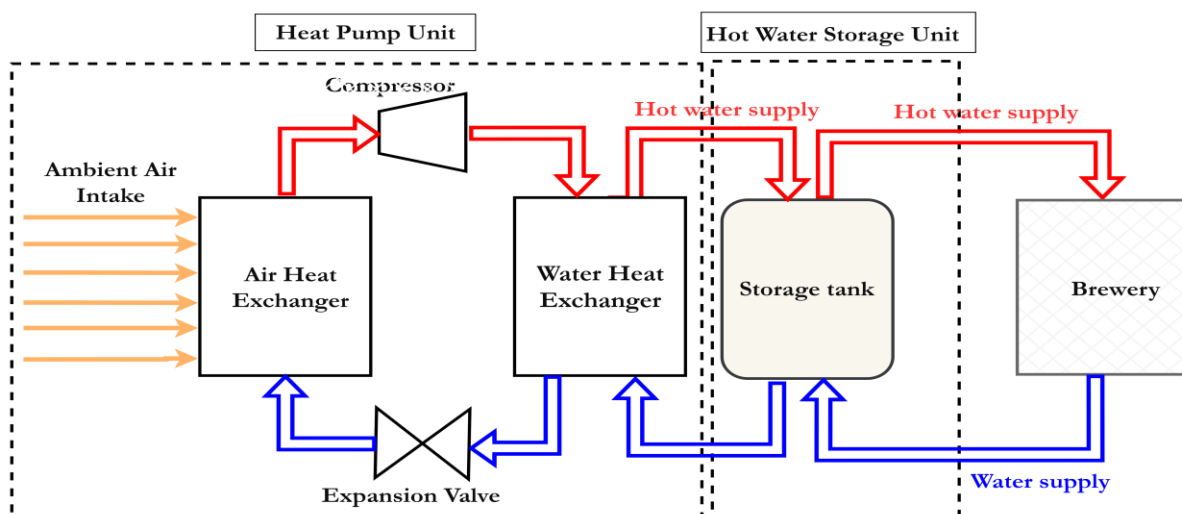 Heat Pump Unit
Hot Water Storage Unit
Compressor
Hot water supply
Hot water supply
Ambient Air
Intake
Air Heat
Exchanger
Water Heat
Exchanger
Storage tank
Brewery
Expansion Valve
Water supply